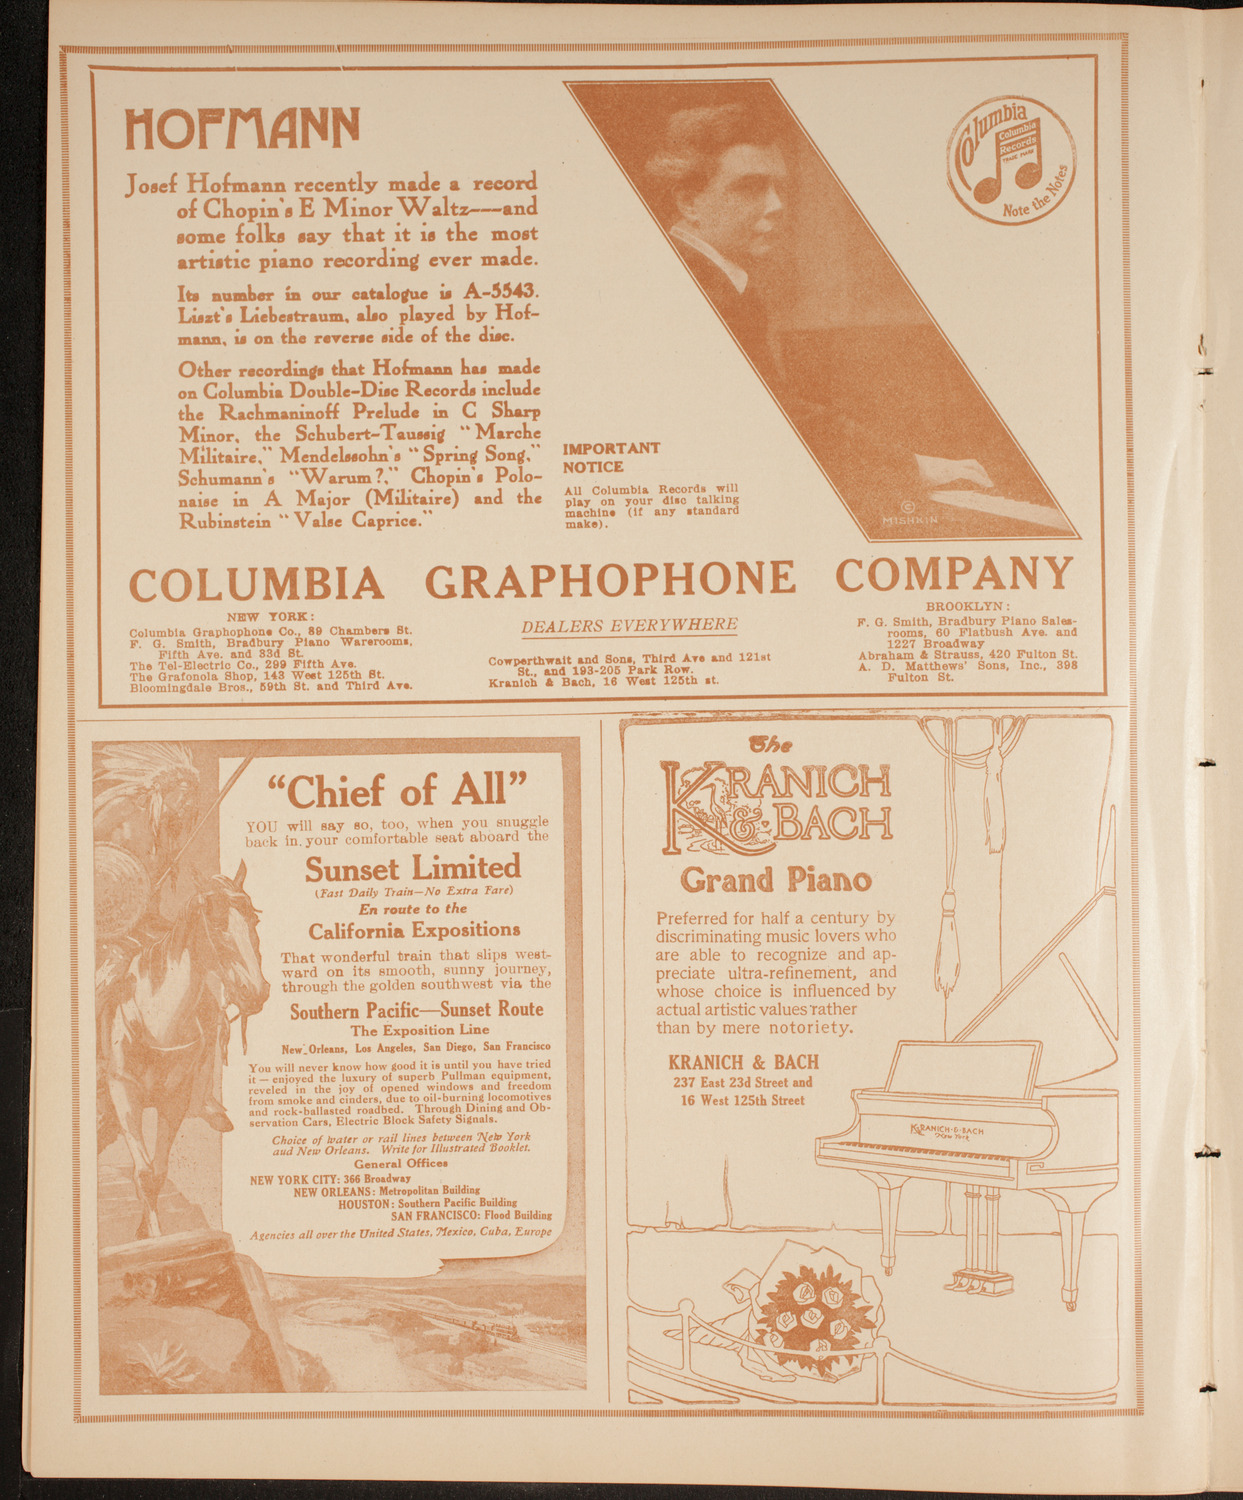 HOFMANN
Josef Hofmann recently made a record
of Chopin's E Minor Waltz—and
some folks say that it is the most
artistic piano recording ever made.
Its number in our catalogue is A-5543.
Liszt's Liebestraum, also played by Hof-
mann, is on the reverse side of the disc.
Other recordings that Hofmann has made
on Columbia Double-Disc Records include
the Rachmaninoff Prelude in C Sharp
Minor, the Schubert-Taussig "Marche
Militaire," Mendelssohn's "Spring Song,"
Schumann's "Warum?," Chopin's Polo-
naise in A Major (Militaire) and the
Rubinstein "Valse Caprice."
IMPORTANT
NOTICE
All Columbia Records will
play on your disc talking
machine (if any standard
make).
©
MISHKIN
Columbia
Columbia
Records
TRADE MARK
Note the Notes
COLUMBIA GRAPHOPHONE COMPANY
NEW YORK:
Columbia Graphophone Co., 89 Chambers St.
F. G. Smith, Bradbury Piano Warerooms,
Fifth Ave. and 33d St.
The Tel-Electric Co., 299 Fifth Ave.
The Grafonola Shop, 143 West 125th St.
Bloomingdale Bros., 59th St. and Third Ave.
DEALERS EVERYWHERE
Cowperthwait and Sons, Third Ave and 121st
St., and 193-205 Park Row.
Kranich & Bach, 16 West 125th st.
BROOKLYN:
F. G. Smith, Bradbury Piano Sales-
rooms, 60 Flatbush Ave. and
1227 Broadway
Abraham & Strauss, 420 Fulton St.
A. D. Matthews' Sons, Inc., 398
Fulton St.
"Chief of All"
YOU will say so, too, when you snuggle
back in your comfortable seat aboard the
Sunset Limited
(Fast Daily Train—No Extra Fare)
En route to the
California Expositions
That wonderful train that slips west-
ward on its smooth, sunny journey,
through the golden southwest via the
Southern Pacific—Sunset Route
The Exposition Line
New Orleans, Los Angeles, San Diego, San Francisco
You will never know how good it is until you have tried
it — enjoyed the luxury of superb Pullman equipment,
reveled in the joy of opened windows and freedom
from smoke and cinders, due to oil-burning locomotives
and rock-ballasted roadbed. Through Dining and Ob-
servation Cars, Electric Block Safety Signals.
Choice of water or rail lines between New York
and New Orleans. Write for Illustrated Booklet.
General Offices
NEW YORK CITY: 366 Broadway
NEW ORLEANS: Metropolitan Building
HOUSTON: Southern Pacific Building
SAN FRANCISCO: Flood Building
Agencies all over the United States, Mexico, Cuba, Europe
The
KRANICH
& BACH
Grand Piano
Preferred for half a century by
discriminating music lovers who
are able to recognize and ap-
preciate ultra-refinement, and
whose choice is influenced by
actual artistic values rather
than by mere notoriety.
KRANICH & BACH
237 East 23d Street and
16 West 125th Street
KRANICH & BACH
New York